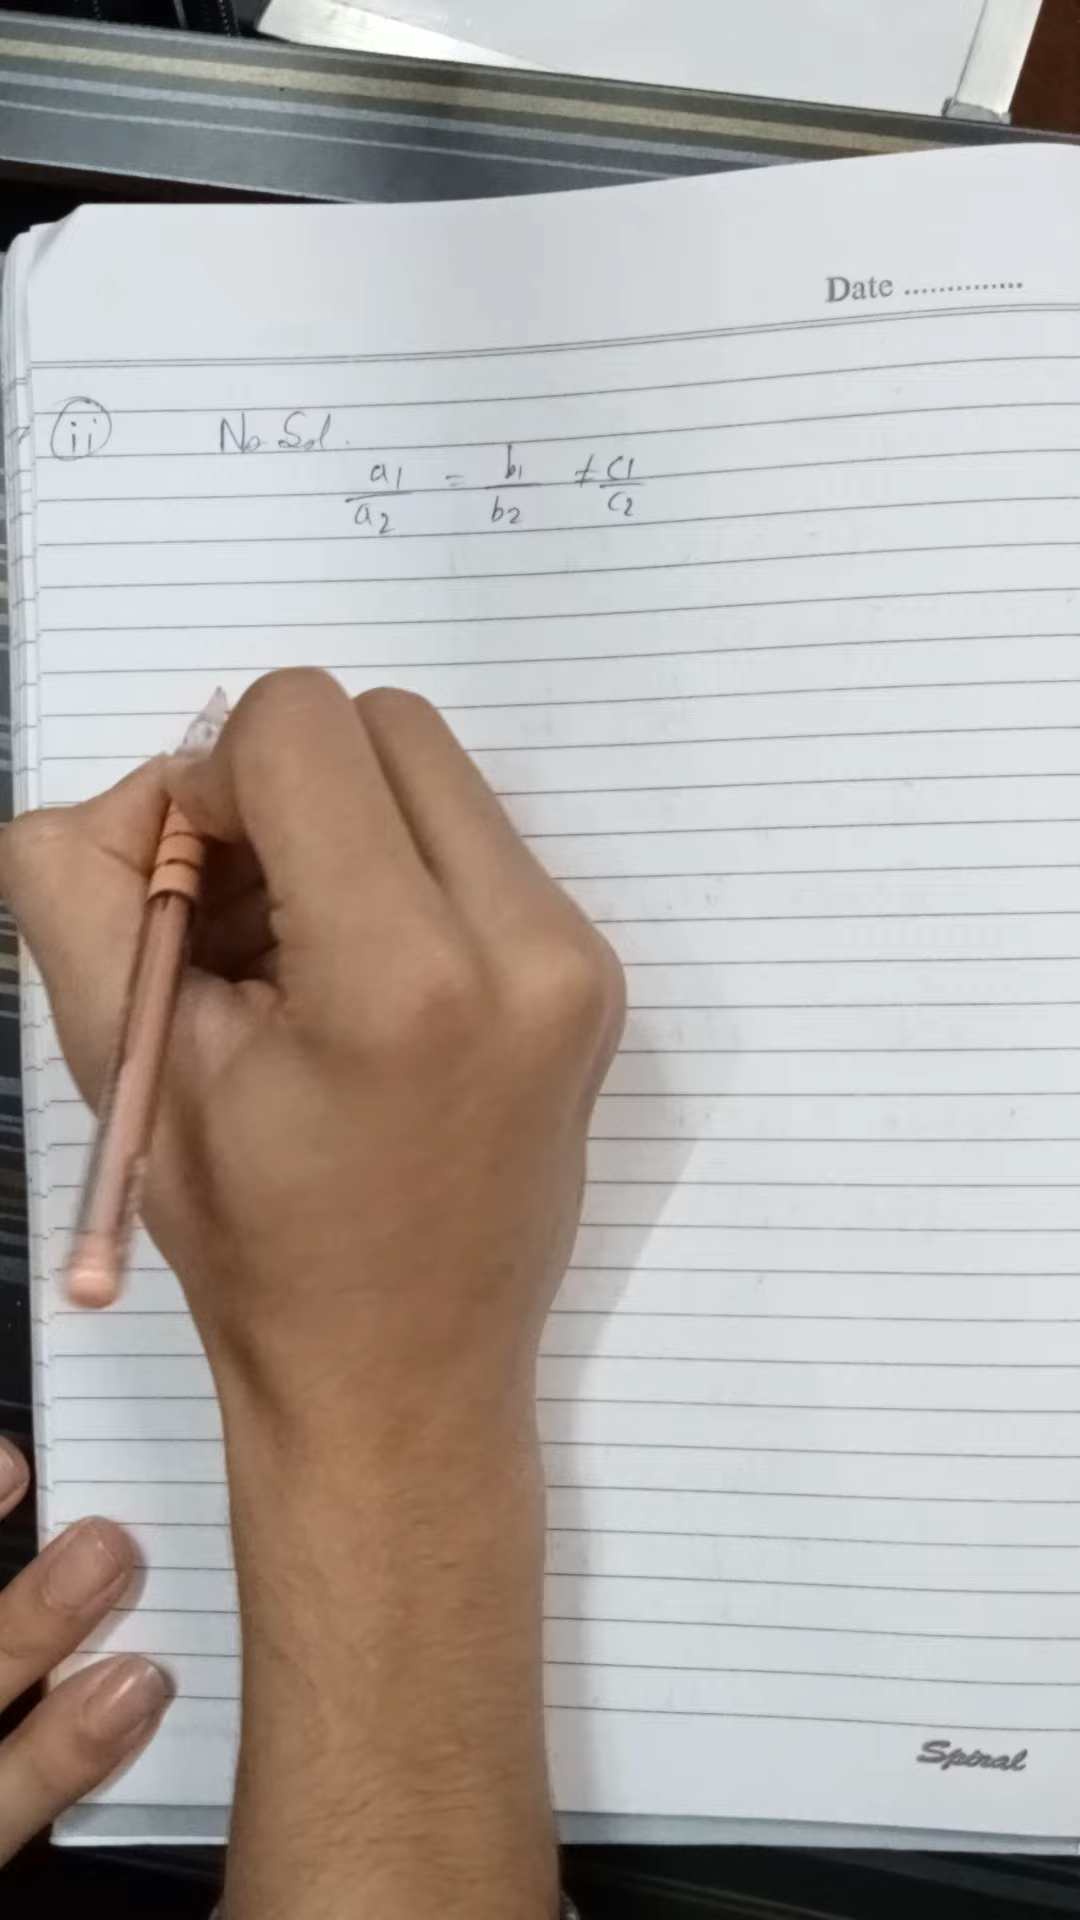 Date ..............
ii No Sol.
a1/a2 = b1/b2 ≠ c1/c2
Spiral